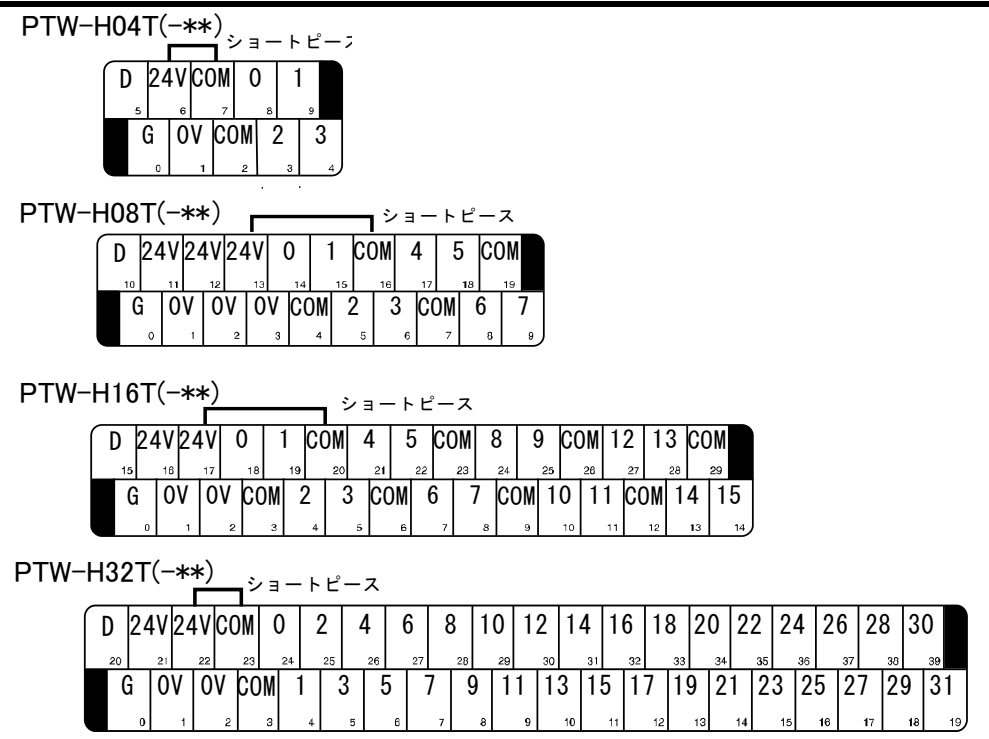 PTW-H04T(-**)
ショートピース
D 24V COM 0 1
5 6 7 8 9
G 0V COM 2 3
0 1 2 3 4
PTW-H08T(-**)
ショートピース
D 24V 24V 24V 0 1 COM 4 5 COM
10 11 12 13 14 15 16 17 18 19
G 0V 0V 0V COM 2 3 COM 6 7
0 1 2 3 4 5 6 7 8 9
PTW-H16T(-**)
ショートピース
D 24V 24V 0 1 COM 4 5 COM 8 9 COM 12 13 COM
15 16 17 18 19 20 21 22 23 24 25 26 27 28 29
G 0V 0V COM 2 3 COM 6 7 COM 10 11 COM 14 15
0 1 2 3 4 5 6 7 8 9 10 11 12 13 14
PTW-H32T(-**)
ショートピース
D 24V 24V COM 0 2 4 6 8 10 12 14 16 18 20 22 24 26 28 30
20 21 22 23 24 25 26 27 28 29 30 31 32 33 34 35 36 37 38 39
G 0V 0V COM 1 3 5 7 9 11 13 15 17 19 21 23 25 27 29 31
0 1 2 3 4 5 6 7 8 9 10 11 12 13 14 15 16 17 18 19